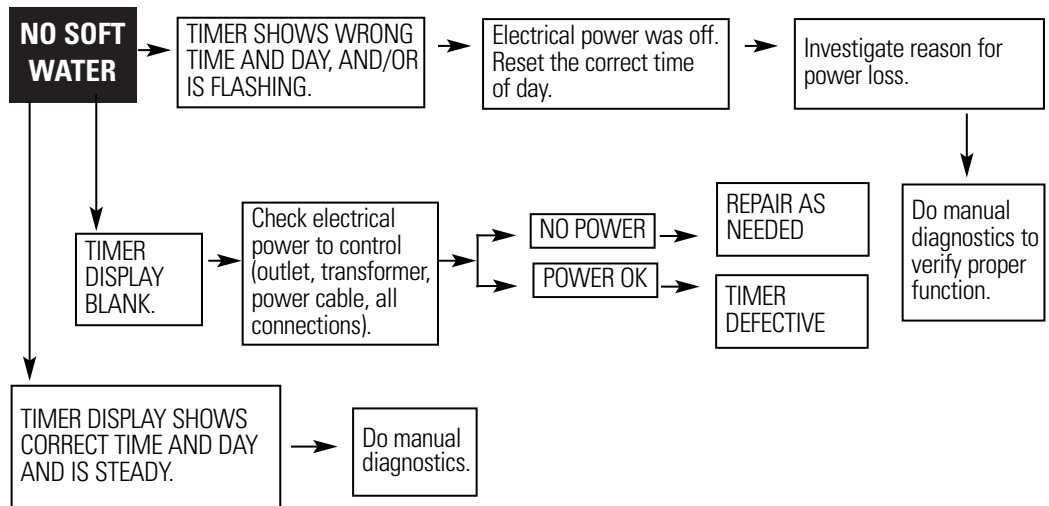 NO SOFT
WATER
TIMER SHOWS WRONG
TIME AND DAY, AND/OR
IS FLASHING.
Electrical power was off.
Reset the correct time
of day.
Investigate reason for
power loss.
Do manual
diagnostics to
verify proper
function.
TIMER
DISPLAY
BLANK.
Check electrical
power to control
(outlet, transformer,
power cable, all
connections).
NO POWER
REPAIR AS
NEEDED
POWER OK
TIMER
DEFECTIVE
TIMER DISPLAY SHOWS
CORRECT TIME AND DAY
AND IS STEADY.
Do manual
diagnostics.